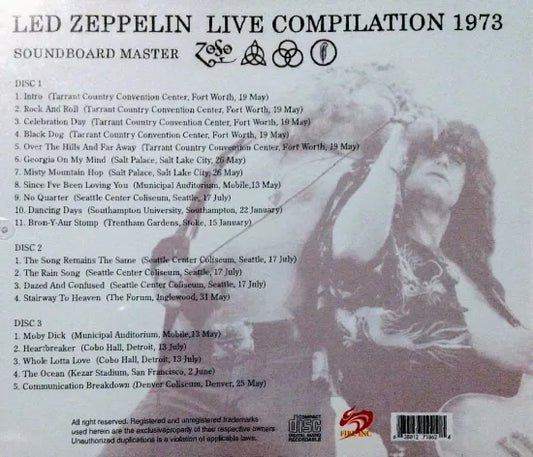 LED ZEPPELIN LIVE COMPILATION 1973
SOUNDBOARD MASTER
DISC 1
1. Intro (Tarrant Country Convention Center, Fort Worth, 19 May)
2. Rock And Roll (Tarrant Country Convention Center, Fort Worth, 19 May)
3. Celebration Day (Tarrant Country Convention Center, Fort Worth, 19 May)
4. Black Dog (Tarrant Country Convention Center, Fort Worth, 19 May)
5. Over The Hills And Far Away (Tarrant Country Convention Center, Fort Worth, 19 May)
6. Georgia On My Mind (Salt Palace, Salt Lake City, 26 May)
7. Misty Mountain Hop (Salt Palace, Salt Lake City, 26 May)
8. Since I've Been Loving You (Municipal Auditorium, Mobile,13 May)
9. No Quarter (Seattle Center Coliseum, Seattle, 17 July)
10. Dancing Days (Southampton University, Southampton, 22 January)
11. Bron-Y-Aur Stomp (Trentham Gardens, Stoke, 15 January)
DISC 2
1. The Song Remains The Same (Seattle Center Coliseum, Seattle, 17 July)
2. The Rain Song (Seattle Center Coliseum, Seattle, 17 July)
3. Dazed And Confused (Seattle Center Coliseum, Seattle, 17 July)
4. Stairway To Heaven (The Forum, Inglewood, 31 May)
DISC 3
1. Moby Dick (Municipal Auditorium, Mobile,13 May)
2. Heartbreaker (Cobo Hall, Detroit, 13 July)
3. Whole Lotta Love (Cobo Hall, Detroit, 13 July)
4. The Ocean (Kezar Stadium, San Francisco, 2 June)
5. Communication Breakdown (Denver Coliseum, Denver, 25 May)
All right reserved. Registered and unregistered trademarks
used herein are the exclusiveproperty of their respective owners
Unauthorized duplications is a violation of applicable laws.
COMPACT
disc
DIGITAL AUDIO
RECORDABLE